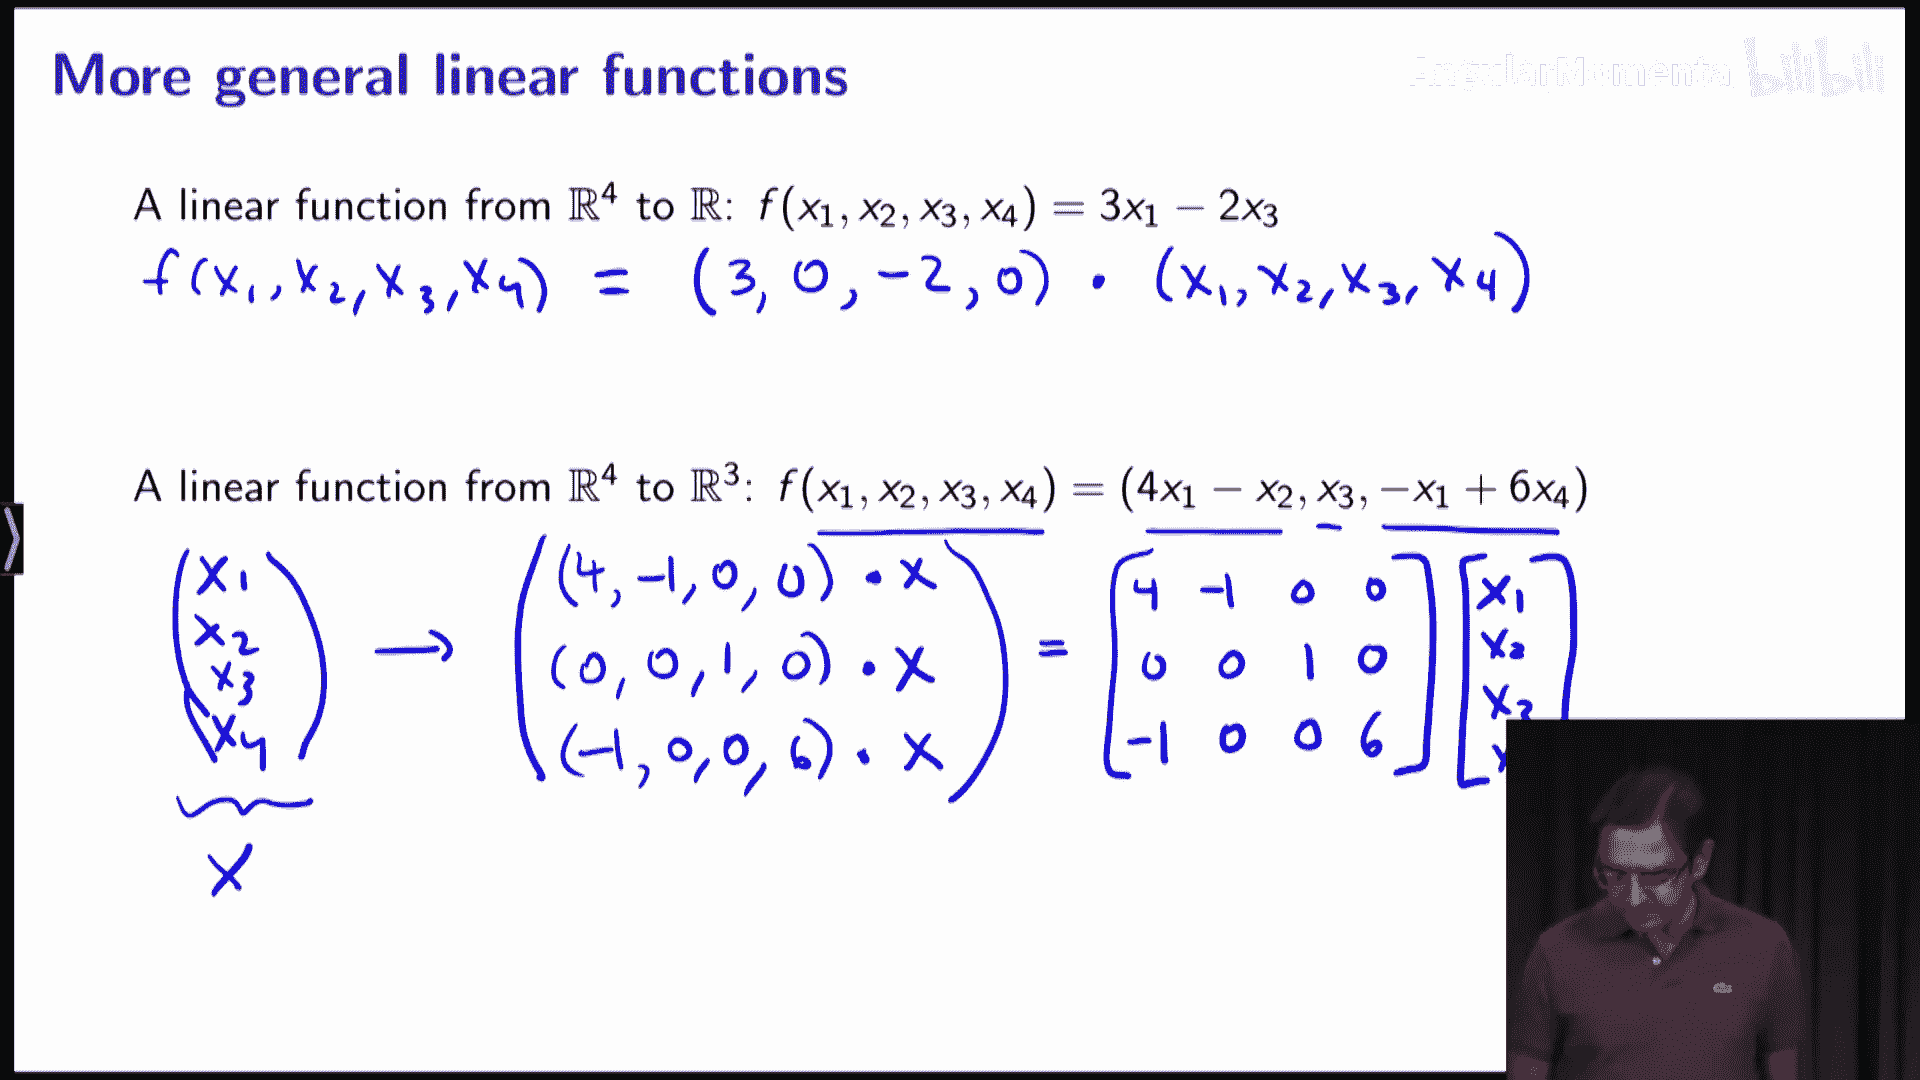 More general linear functions
AngularMomenta bilibili
A linear function from ℝ⁴ to ℝ: f(x₁, x₂, x₃, x₄) = 3x₁ − 2x₃
f(x₁, x₂, x₃, x₄) = (3, 0, -2, 0) · (x₁, x₂, x₃, x₄)
A linear function from ℝ⁴ to ℝ³: f(x₁, x₂, x₃, x₄) = (4x₁ − x₂, x₃, −x₁ + 6x₄)
(x₁ x₂ x₃ x₄) → ((4, -1, 0, 0) · x
(0, 0, 1, 0) · x
(-1, 0, 0, 6) · x) = [4 -1 0 0
0 0 1 0
-1 0 0 6] [x₁
x₂
x₃
x
x